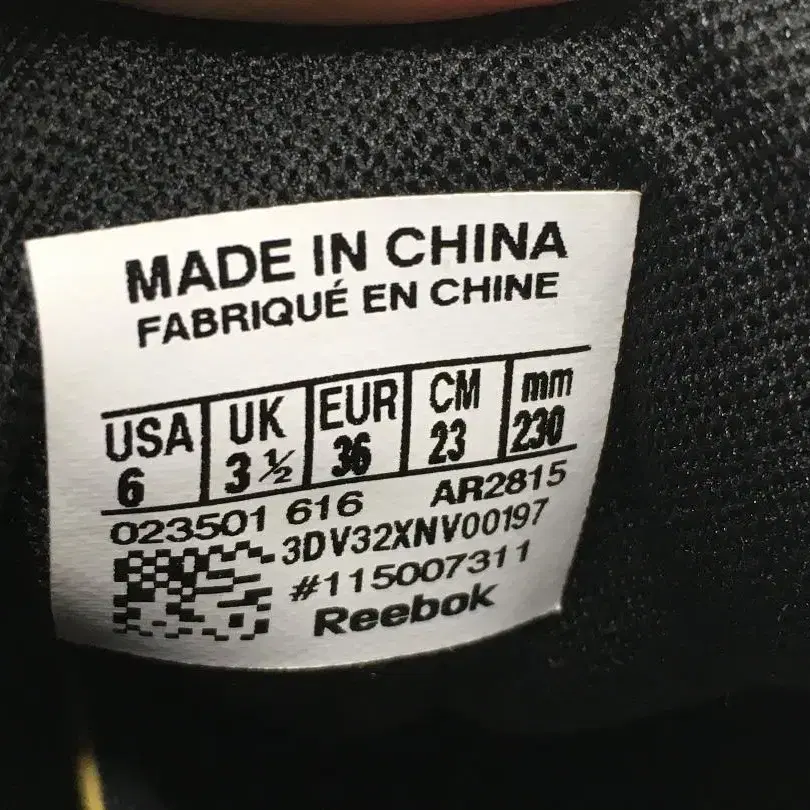 MADE IN CHINA
FABRIQUÉ EN CHINE
USA UK EUR CM mm
6 3 ½ 36 23 230
023501 616 AR2815
3DV32XNV00197
#115007311
Reebok